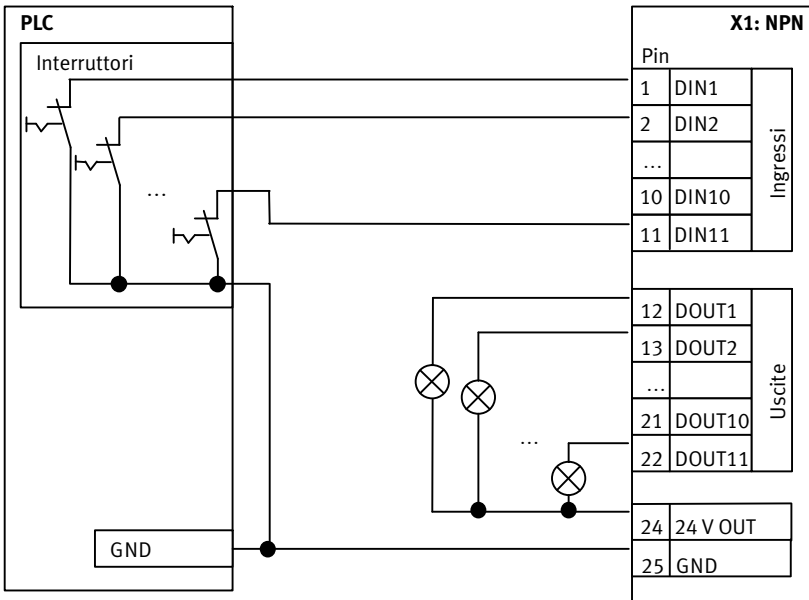 PLC
Interruttori
...
GND
X1: NPN
Pin
1 DIN1
2 DIN2
...
10 DIN10
11 DIN11
Ingressi
12 DOUT1
13 DOUT2
...
21 DOUT10
22 DOUT11
Uscite
...
24 24 V OUT
25 GND